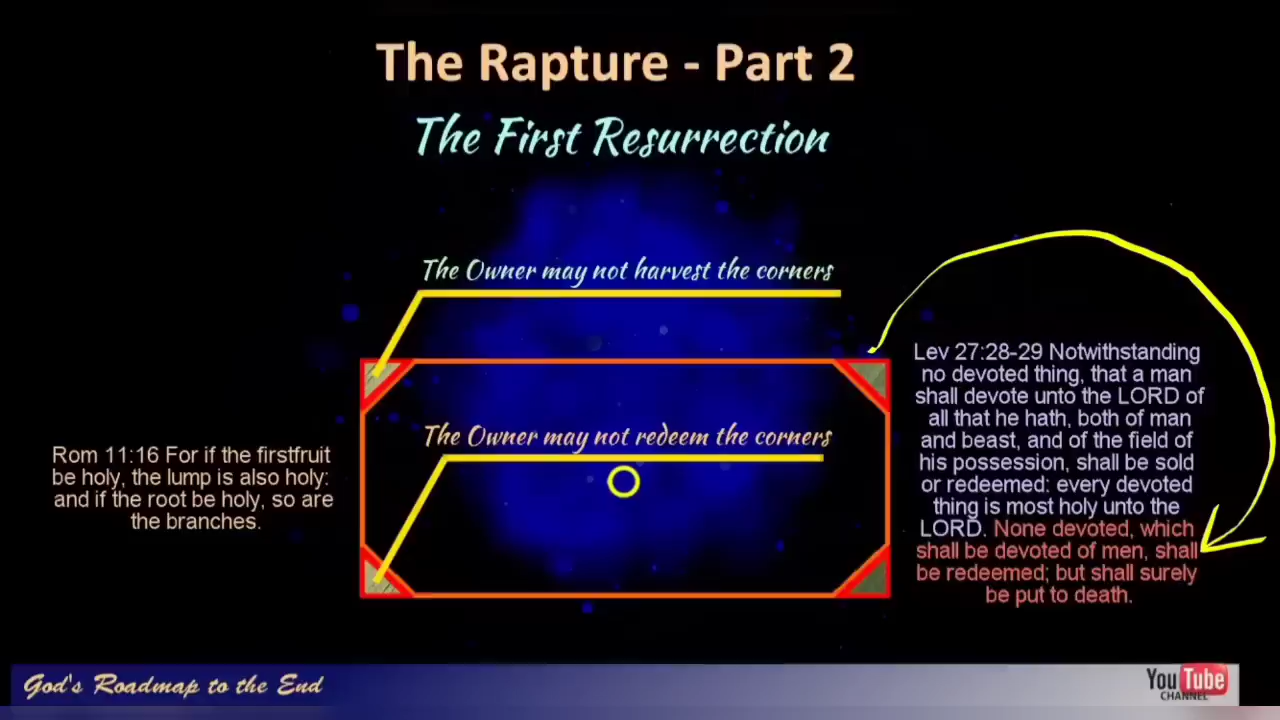 The Rapture - Part 2
The First Resurrection
The Owner may not harvest the corners
The Owner may not redeem the corners
Rom 11:16 For if the firstfruit
be holy, the lump is also holy:
and if the root be holy, so are
the branches.
Lev 27:28-29 Notwithstanding
no devoted thing, that a man
shall devote unto the LORD of
all that he hath, both of man
and beast, and of the field of
his possession, shall be sold
or redeemed: every devoted
thing is most holy unto the
LORD. None devoted, which
shall be devoted of men, shall
be redeemed; but shall surely
be put to death.
God's Roadmap to the End
YouTube
CHANNEL